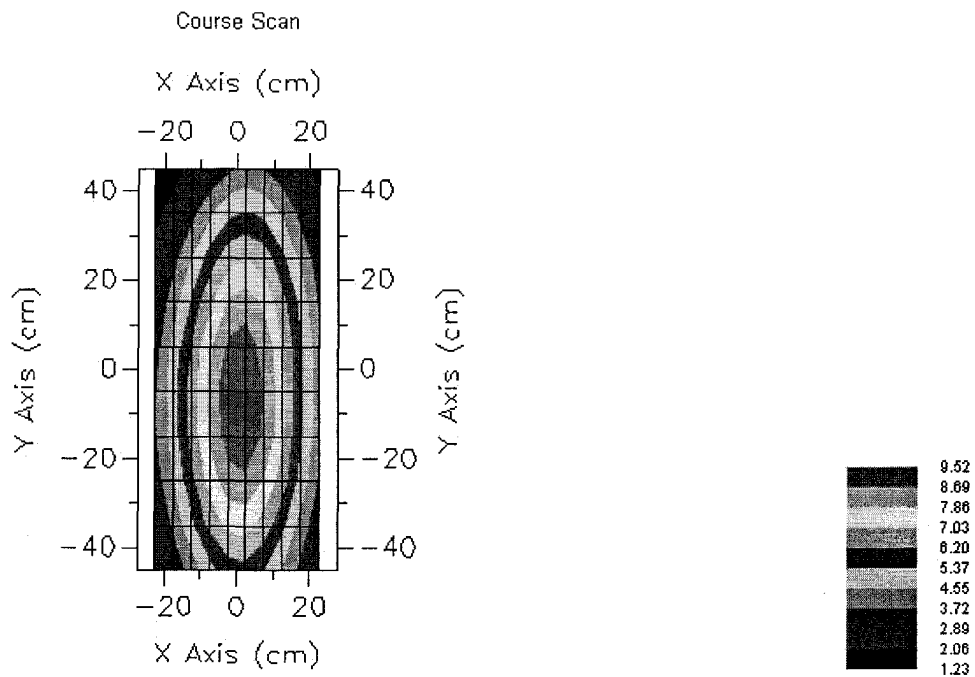 Course Scan
X Axis (cm)
−20 0 20
40 40
20 20
0 0
−20 −20
−40 −40
Y Axis (cm)
Y Axis (cm)
−20 0 20
X Axis (cm)
9.52
8.69
7.86
7.03
6.20
5.37
4.55
3.72
2.89
2.06
1.23